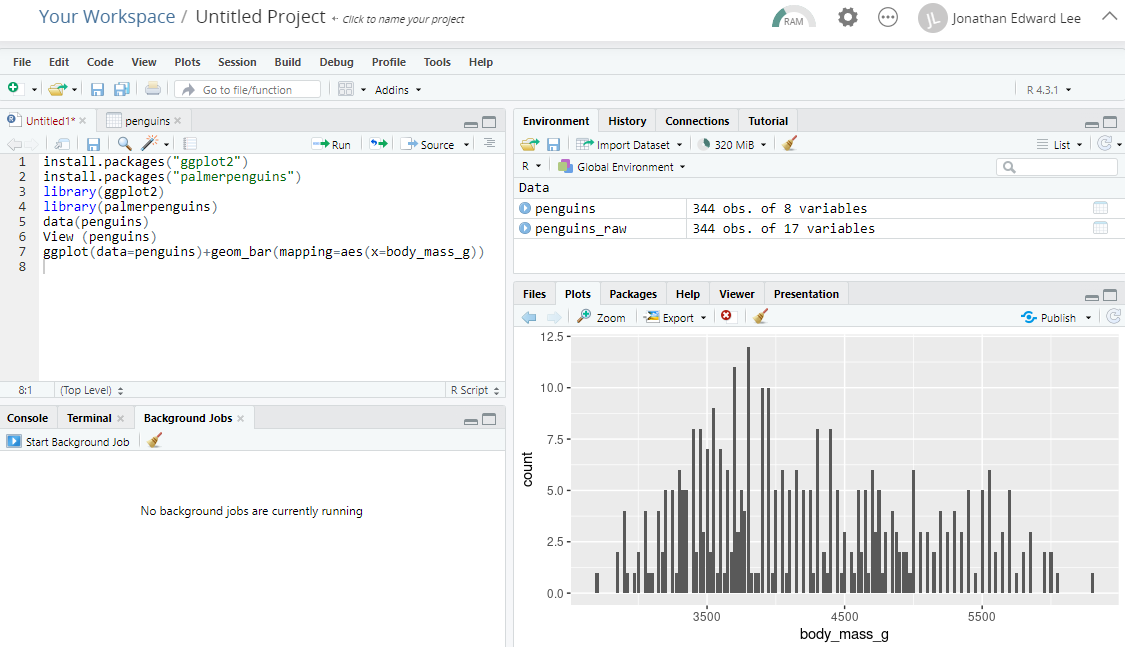 Your Workspace / Untitled Project ← Click to name your project
RAM
JL Jonathan Edward Lee
File Edit Code View Plots Session Build Debug Profile Tools Help
Go to file/function
Addins
R 4.3.1
Untitled1* ×
penguins ×
Run
Source
1 install.packages("ggplot2")
2 install.packages("palmerpenguins")
3 library(ggplot2)
4 library(palmerpenguins)
5 data(penguins)
6 View (penguins)
7 ggplot(data=penguins)+geom_bar(mapping=aes(x=body_mass_g))
8
8:1 (Top Level) R Script
Console Terminal × Background Jobs ×
Start Background Job
No background jobs are currently running
Environment History Connections Tutorial
Import Dataset 320 MiB List
R Global Environment
Data
penguins 344 obs. of 8 variables
penguins_raw 344 obs. of 17 variables
Files Plots Packages Help Viewer Presentation
Zoom Export Publish
12.5
10.0
7.5
5.0
2.5
0.0
count
3500 4500 5500
body_mass_g